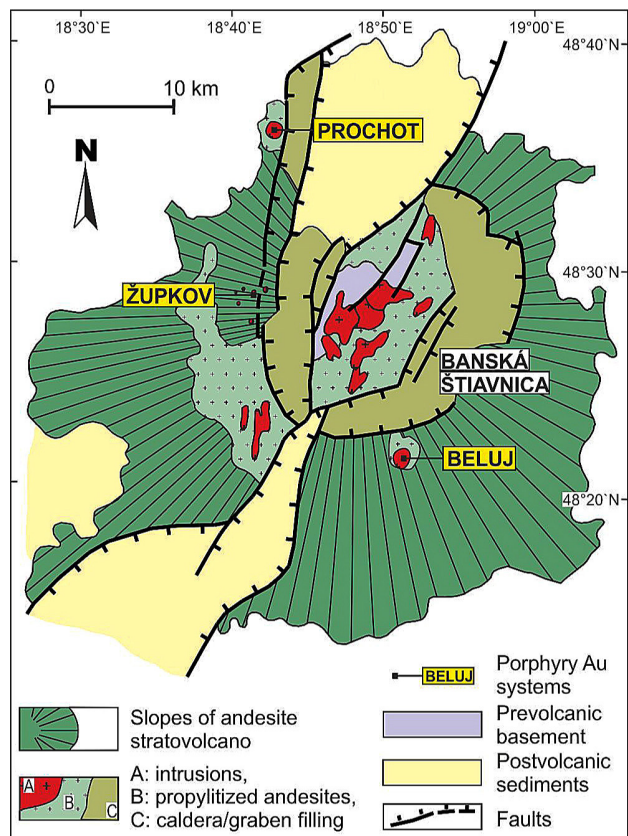 18°30`E 18°40`E 18°50`E 19°00`E
48°40`N
0 10 km
PROCHOT
N
48°30`N
ŽUPKOV
BANSKÁ
ŠTIAVNICA
BELUJ
48°20`N
Slopes of andesite
stratovolcano
A B C
A: intrusions,
B: propylitized andesites,
C: caldera/graben filling
BELUJ Porphyry Au
systems
Prevolcanic
basement
Postvolcanic
sediments
Faults